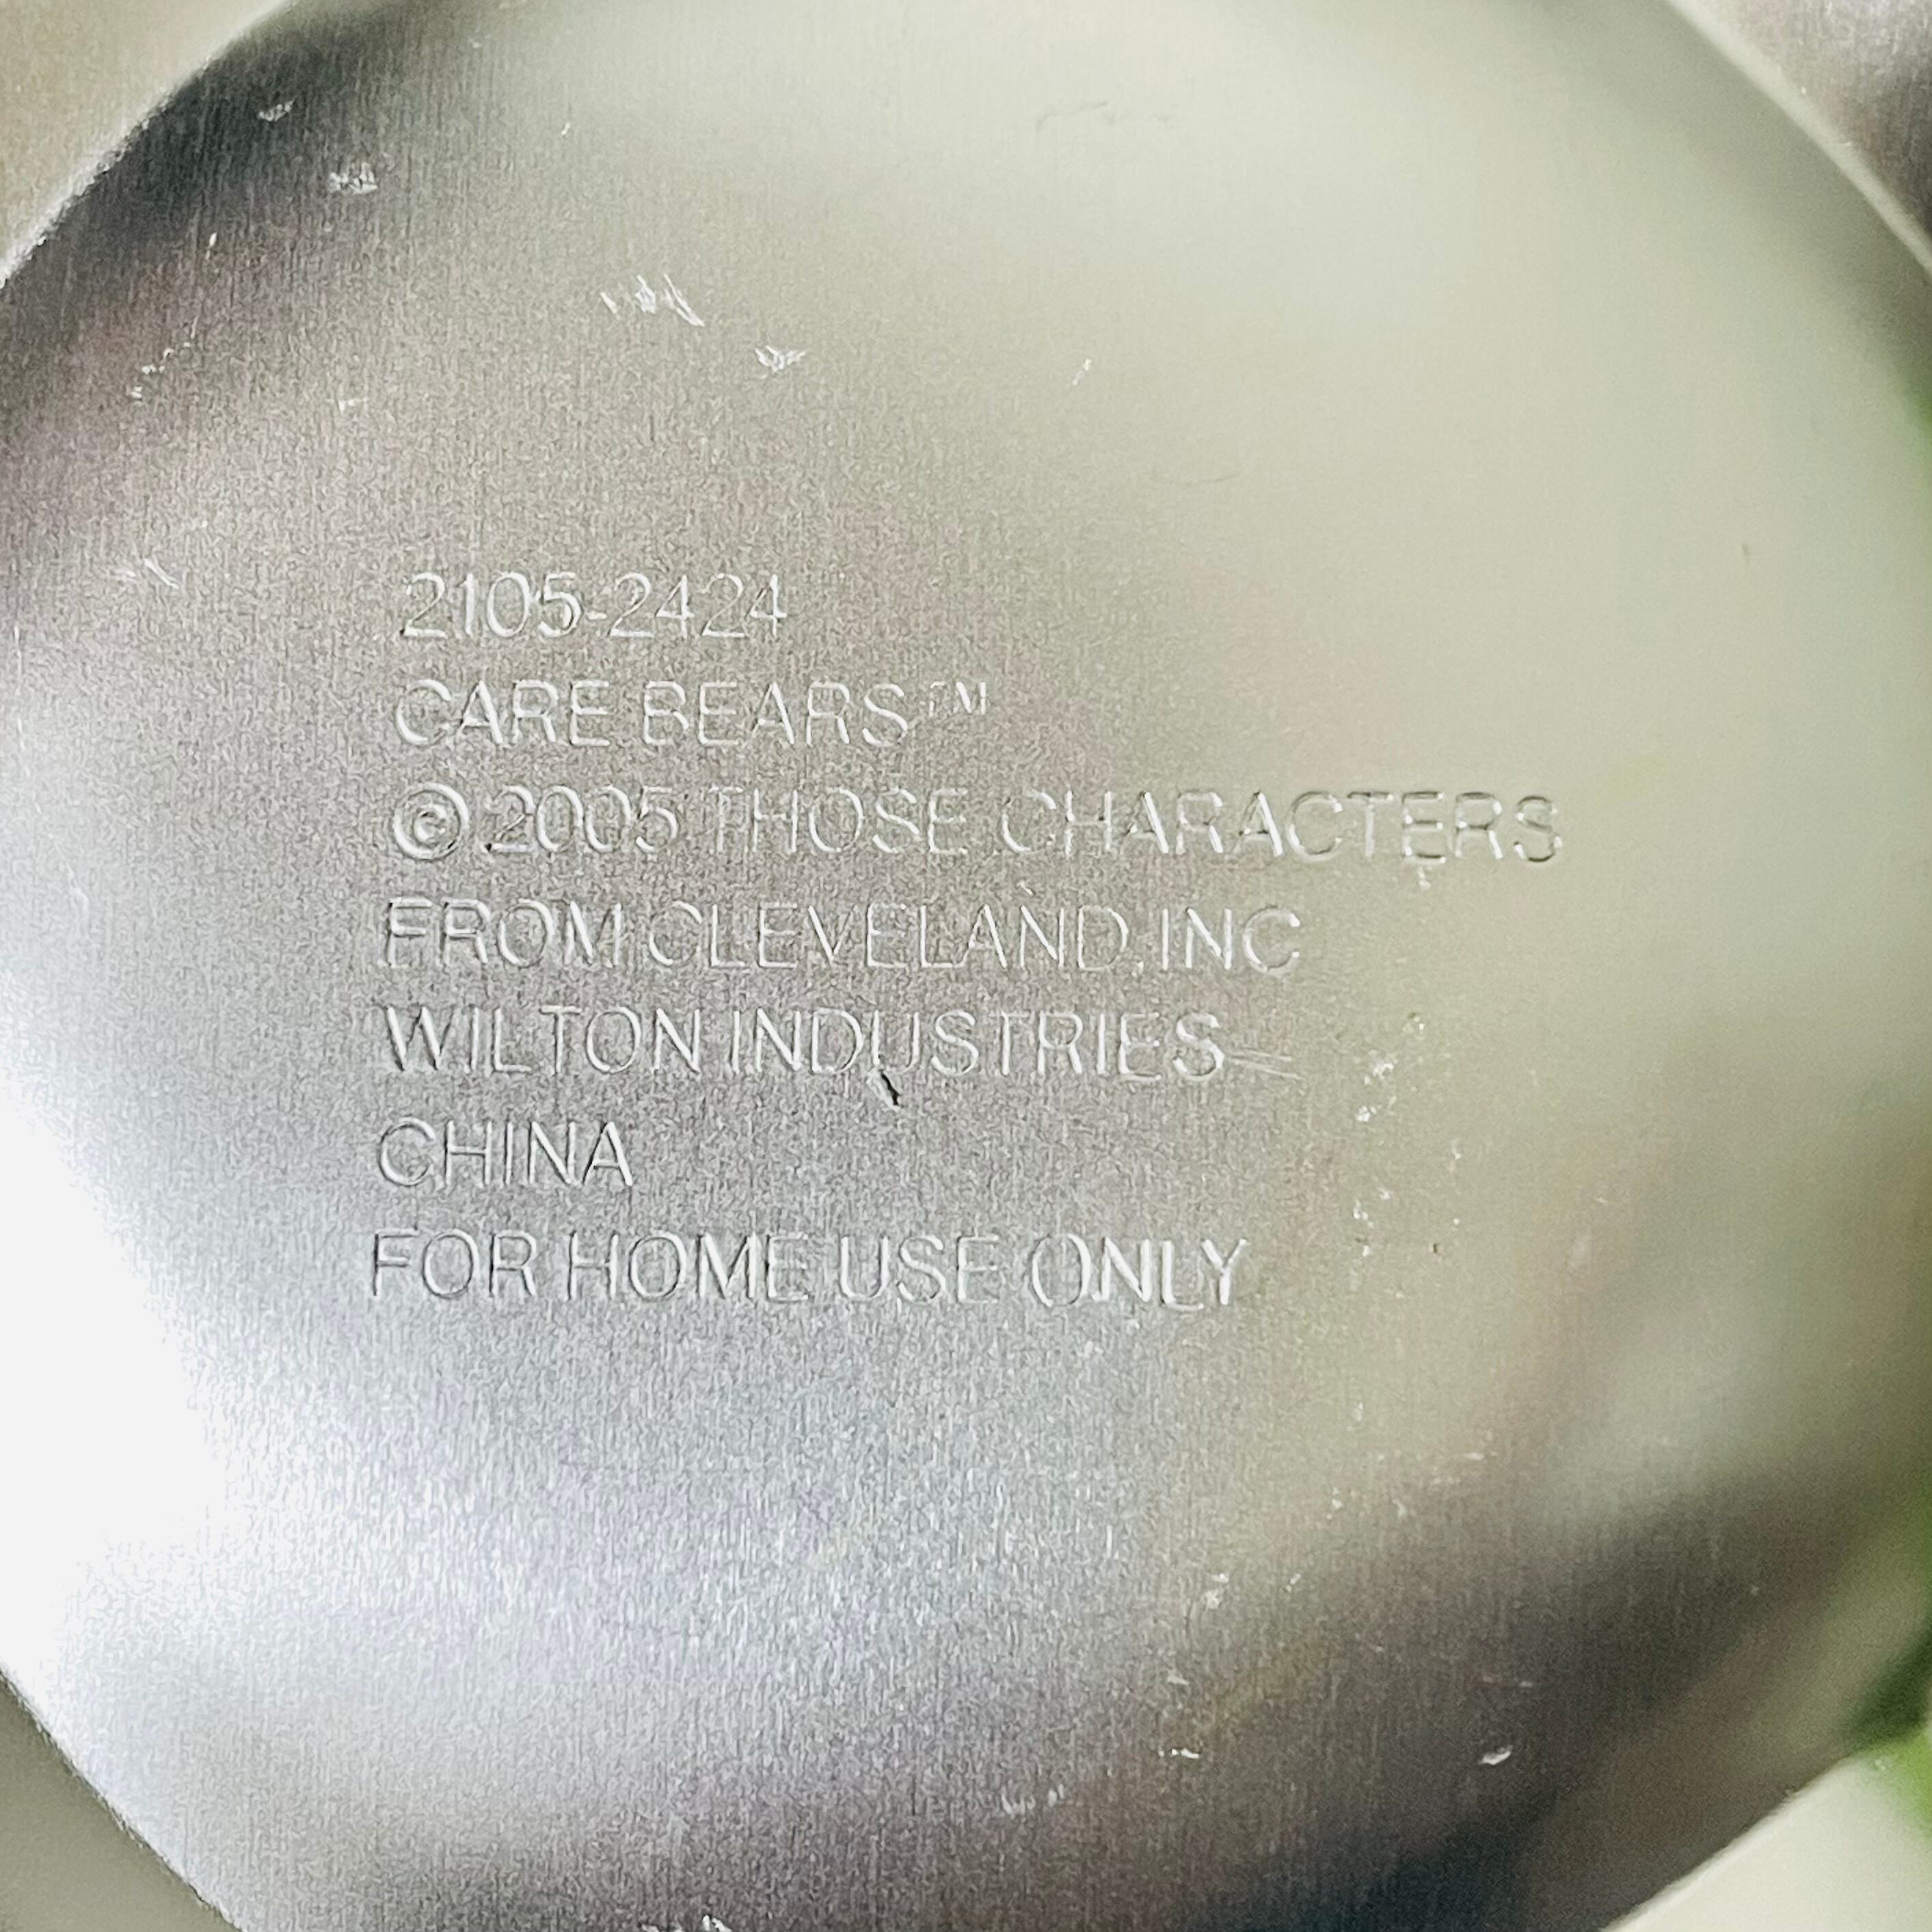 2105-2424
CARE BEARS™
© 2005 THOSE CHARACTERS
FROM CLEVELAND, INC
WILTON INDUSTRIES
CHINA
FOR HOME USE ONLY